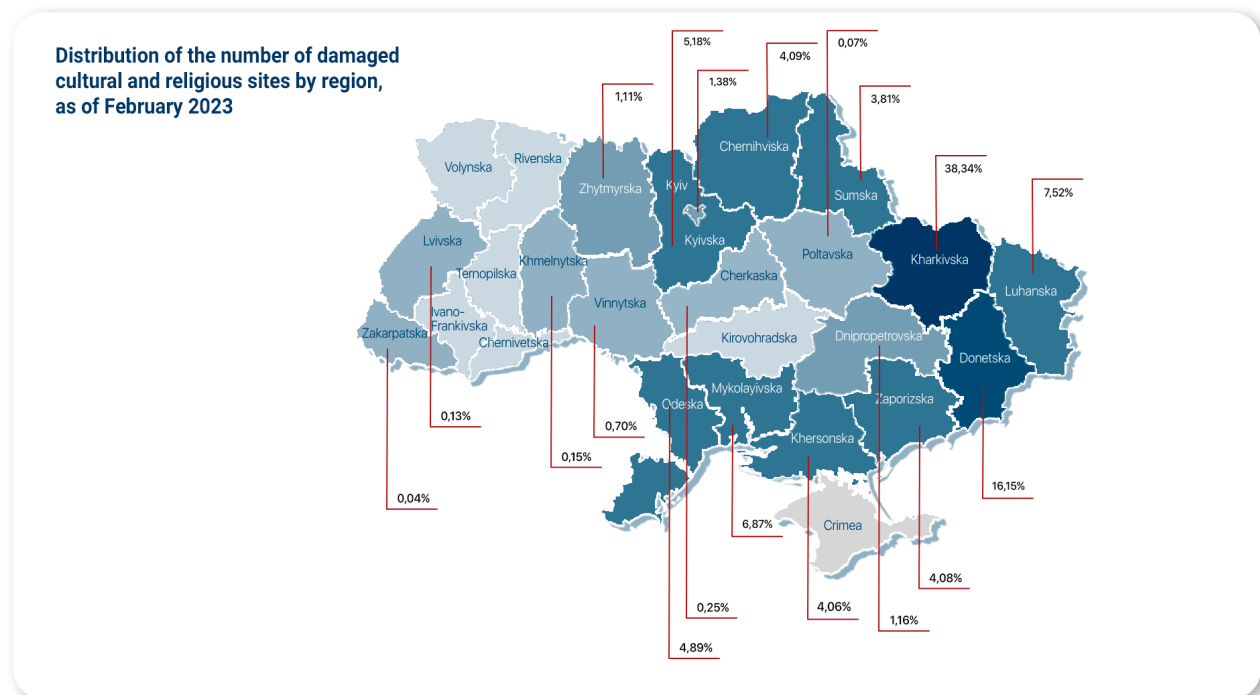 Distribution of the number of damaged
cultural and religious sites by region,
as of February 2023
5,18%
4,09%
0,07%
1,38%
1,11%
3,81%
38,34%
7,52%
Volynska
Rivenska
Zhytmyrska
Kyiv
Chernihviska
Sumska
Lvivska
Ternopilska
Khmelnytska
Kyivska
Cherkaska
Poltavska
Kharkivska
Luhanska
Vinnytska
Zakarpatska
Ivano-
Frankivska
Chernivetska
Kirovohradska
Dnipropetrovska
Donetska
Odeska
Mykolayivska
Zaporizska
Khersonska
Crimea
0,13%
0,70%
0,15%
0,04%
16,15%
6,87%
4,08%
0,25%
4,06%
1,16%
4,89%